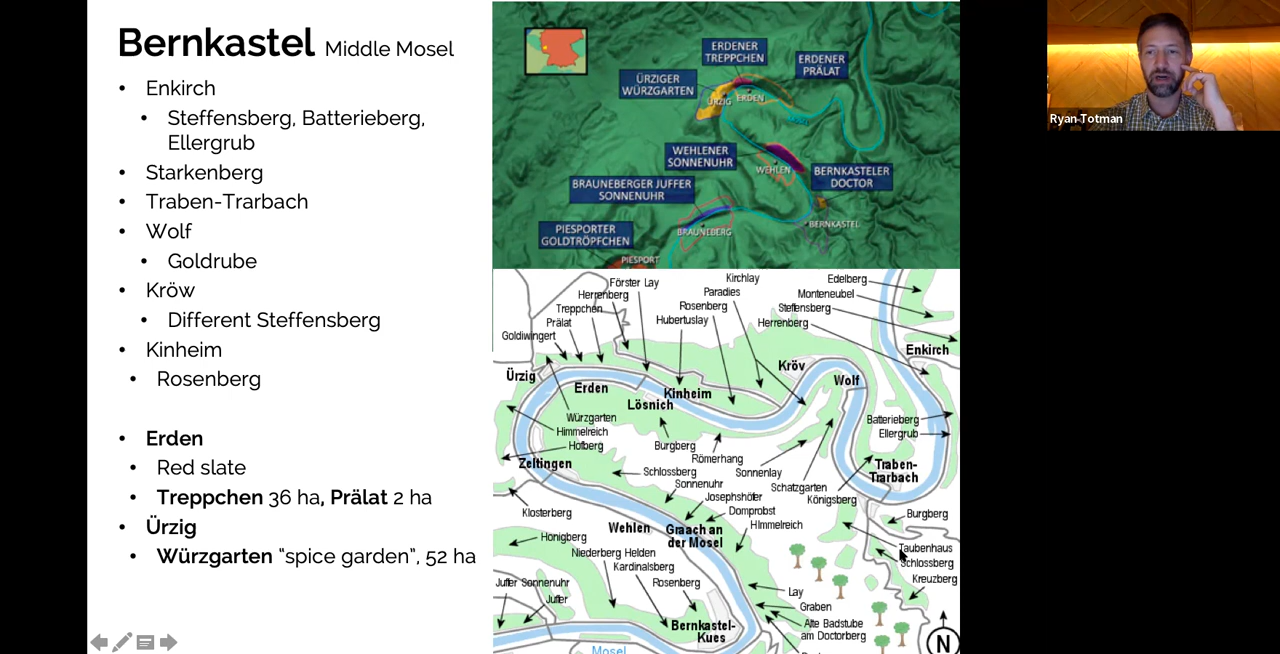 Bernkastel Middle Mosel
• Enkirch
• Steffensberg, Batterieberg,
Ellergrub
• Starkenberg
• Traben-Trarbach
• Wolf
• Goldrube
• Kröw
• Different Steffensberg
• Kinheim
• Rosenberg
• Erden
• Red slate
• Treppchen 36 ha, Prälat 2 ha
• Ürzig
• Würzgarten “spice garden”, 52 ha
ERDENER
TREPPCHEN
ERDENER
PRÄLAT
ÜRZIGER
WÜRZGARTEN
ÜRZIG
ERDEN
WEHLENER
SONNENUHR
WEHLEN
BERNKASTELER
DOCTOR
BRAUNEBERGER JUFFER
SONNENUHR
BERNKASTEL
BRAUNEBERG
PIESPORTER
GOLDTRÖPFCHEN
PIESPORT
Förster Lay
Herrenberg
Treppchen
Prälat
Goldwingert
Kirchlay
Paradies
Rosenberg
Hubertuslay
Edelberg
Monteneubel
Steffensberg
Herrenberg
Enkirch
Ürzig
Erden
Kinheim
Lösnich
Kröv
Wolf
Würzgarten
Himmelreich
Hofberg
Burgberg
Römerhang
Batterieberg
Ellergrub
Zeltingen
Schlossberg
Sonnenuhr
Sonnenlay
Schatzgarten
Königsberg
Traben-
Trarbach
Josephshöfer
Domprobst
HImmelreich
Klosterberg
Wehlen
Graach an
der Mosel
Burgberg
Honigberg
Niederberg Helden
Kardinalsberg
Rosenberg
Taubenhaus
Schlossberg
Kreuzberg
Juffer Sonnenuhr
Juffer
Lay
Graben
Alte Badstube
am Doctorberg
Bernkastel-
Kues
Mosel
N
Ryan Totman